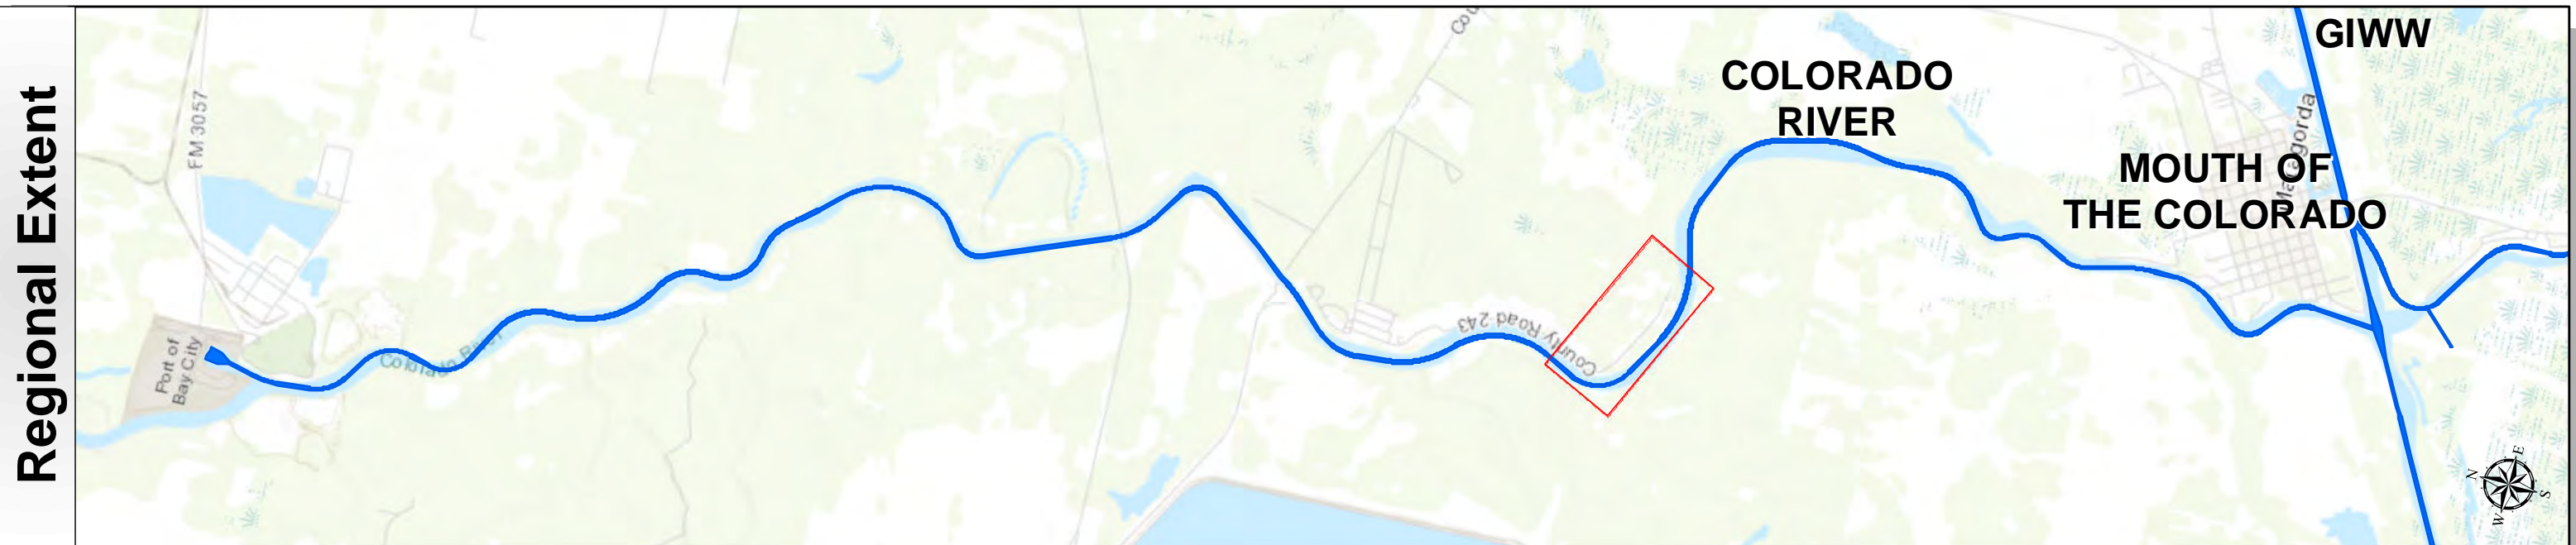 Regional Extent
FM 3057
Port of
Bay City
Colorado River
Cou
County Road 243
COLORADO
RIVER
GIWW
Matagorda
MOUTH OF
THE COLORADO
N
E
S
W